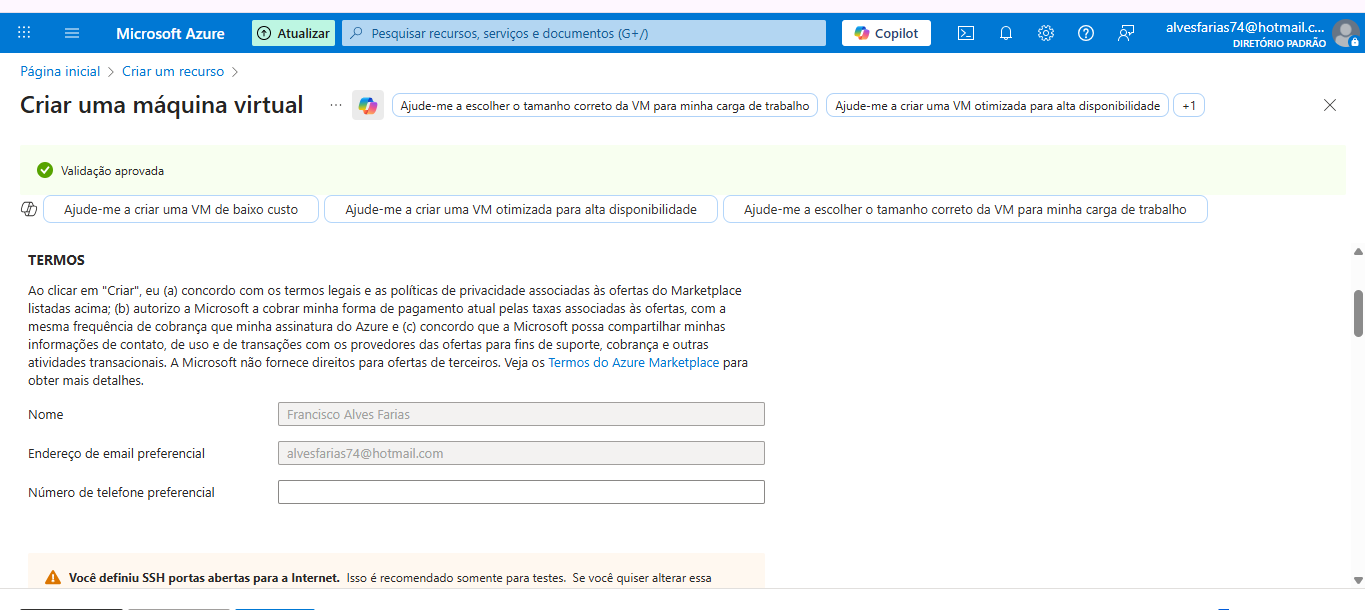 Microsoft Azure
Atualizar
Pesquisar recursos, serviços e documentos (G+/)
Copilot
alvesfarias74@hotmail.c...
DIRETÓRIO PADRÃO
Página inicial > Criar um recurso >
Criar uma máquina virtual
...
Ajude-me a escolher o tamanho correto da VM para minha carga de trabalho
Ajude-me a criar uma VM otimizada para alta disponibilidade
+1
Validação aprovada
Ajude-me a criar uma VM de baixo custo
Ajude-me a criar uma VM otimizada para alta disponibilidade
Ajude-me a escolher o tamanho correto da VM para minha carga de trabalho
TERMOS
Ao clicar em "Criar", eu (a) concordo com os termos legais e as políticas de privacidade associadas às ofertas do Marketplace
listadas acima; (b) autorizo a Microsoft a cobrar minha forma de pagamento atual pelas taxas associadas às ofertas, com a
mesma frequência de cobrança que minha assinatura do Azure e (c) concordo que a Microsoft possa compartilhar minhas
informações de contato, de uso e de transações com os provedores das ofertas para fins de suporte, cobrança e outras
atividades transacionais. A Microsoft não fornece direitos para ofertas de terceiros. Veja os Termos do Azure Marketplace para
obter mais detalhes.
Nome
Francisco Alves Farias
Endereço de email preferencial
alvesfarias74@hotmail.com
Número de telefone preferencial
Você definiu SSH portas abertas para a Internet. Isso é recomendado somente para testes. Se você quiser alterar essa